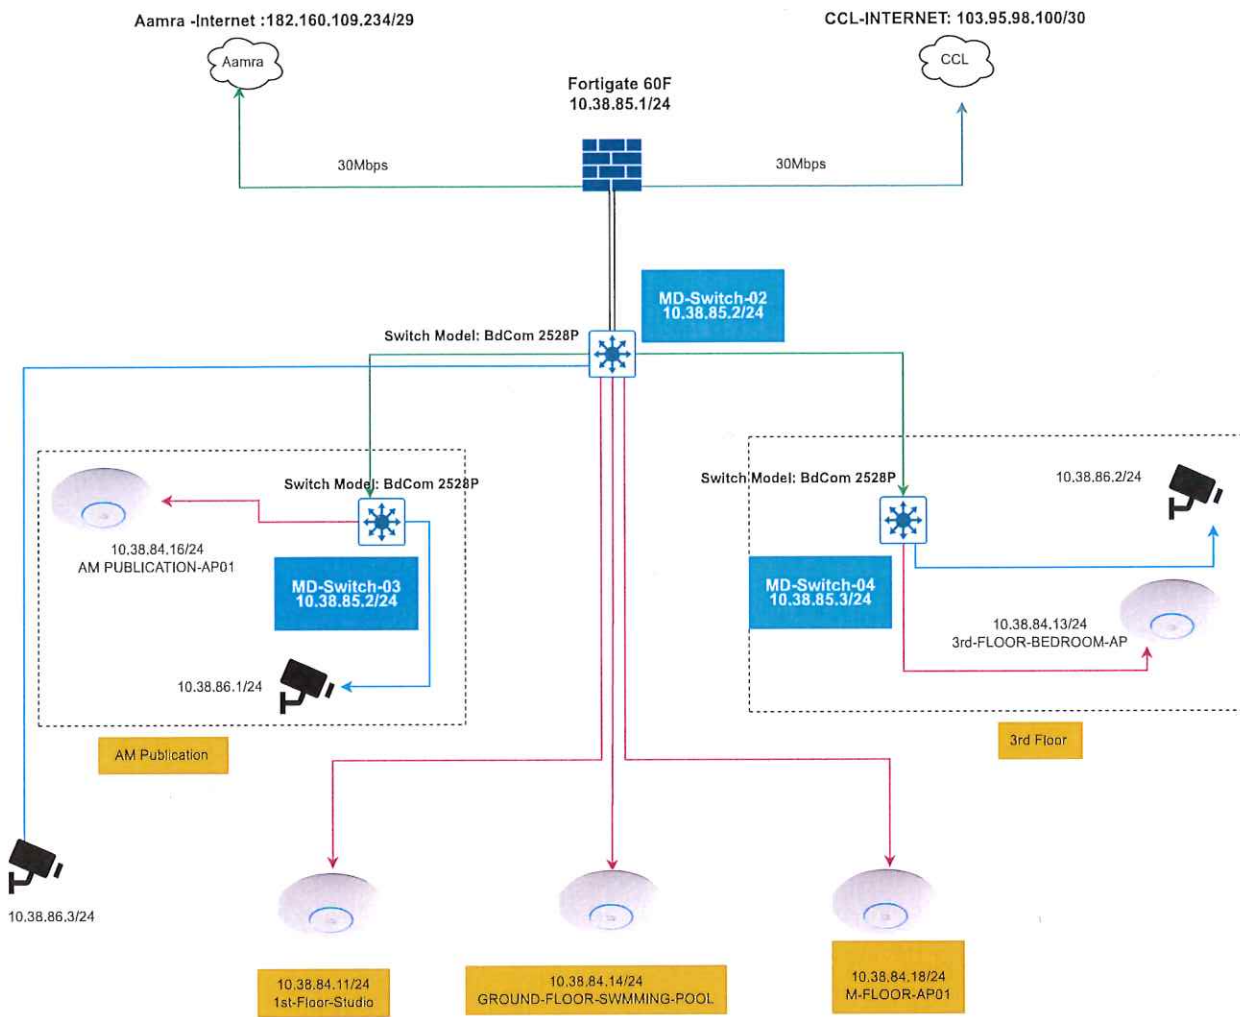 Aamra -Internet :182.160.109.234/29
CCL-INTERNET: 103.95.98.100/30
Aamra
CCL
Fortigate 60F
10.38.85.1/24
30Mbps
30Mbps
MD-Switch-02
10.38.85.2/24
Switch Model: BdCom 2528P
Switch Model: BdCom 2528P
10.38.84.16/24
AM PUBLICATION-AP01
MD-Switch-03
10.38.85.2/24
10.38.86.1/24
AM Publication
Switch Model: BdCom 2528P
10.38.86.2/24
MD-Switch-04
10.38.85.3/24
10.38.84.13/24
3rd-FLOOR-BEDROOM-AP
3rd Floor
10.38.86.3/24
10.38.84.11/24
1st-Floor-Studio
10.38.84.14/24
GROUND-FLOOR-SWMMING-POOL
10.38.84.18/24
M-FLOOR-AP01